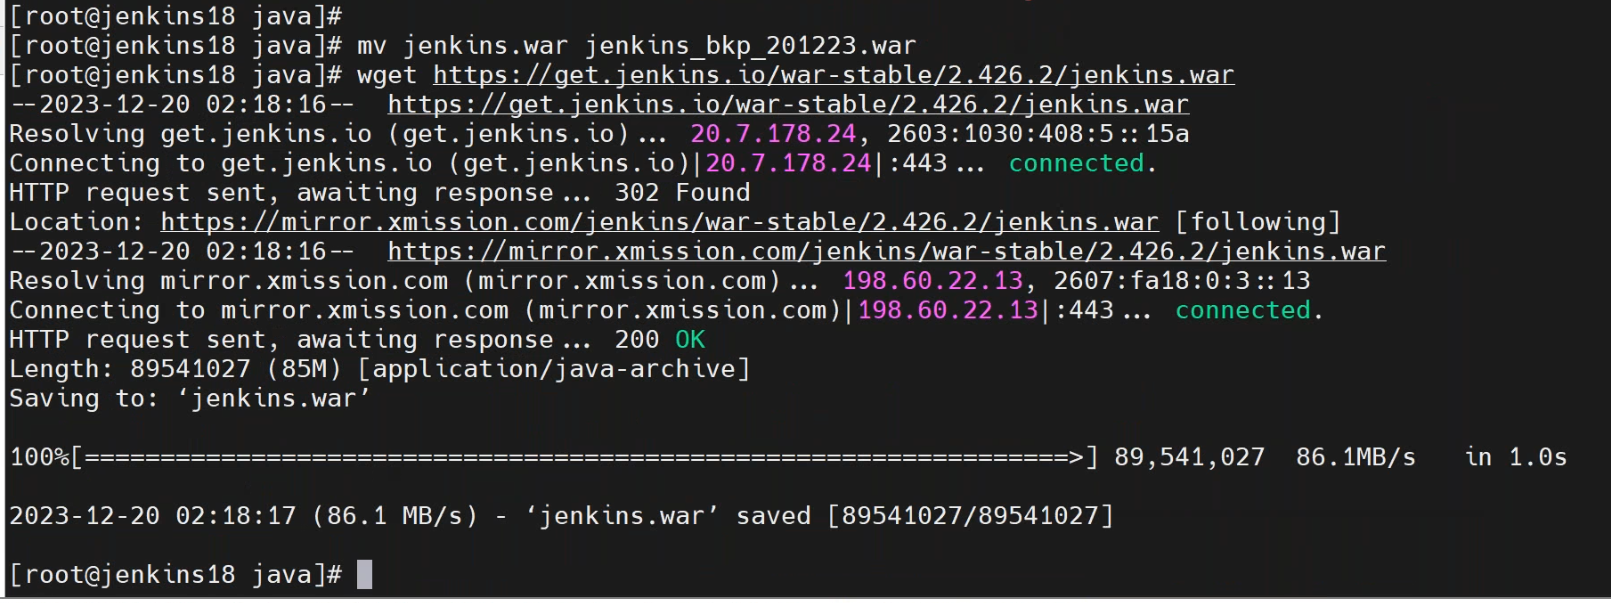 [root@jenkins18 java]#
[root@jenkins18 java]# mv jenkins.war jenkins_bkp_201223.war
[root@jenkins18 java]# wget https://get.jenkins.io/war-stable/2.426.2/jenkins.war
--2023-12-20 02:18:16--  https://get.jenkins.io/war-stable/2.426.2/jenkins.war
Resolving get.jenkins.io (get.jenkins.io)... 20.7.178.24, 2603:1030:408:5::15a
Connecting to get.jenkins.io (get.jenkins.io)|20.7.178.24|:443... connected.
HTTP request sent, awaiting response... 302 Found
Location: https://mirror.xmission.com/jenkins/war-stable/2.426.2/jenkins.war [following]
--2023-12-20 02:18:16--  https://mirror.xmission.com/jenkins/war-stable/2.426.2/jenkins.war
Resolving mirror.xmission.com (mirror.xmission.com)... 198.60.22.13, 2607:fa18:0:3::13
Connecting to mirror.xmission.com (mirror.xmission.com)|198.60.22.13|:443... connected.
HTTP request sent, awaiting response... 200 OK
Length: 89541027 (85M) [application/java-archive]
Saving to: ‘jenkins.war’
100%[=================================================================>] 89,541,027  86.1MB/s   in 1.0s
2023-12-20 02:18:17 (86.1 MB/s) - ‘jenkins.war’ saved [89541027/89541027]
[root@jenkins18 java]#